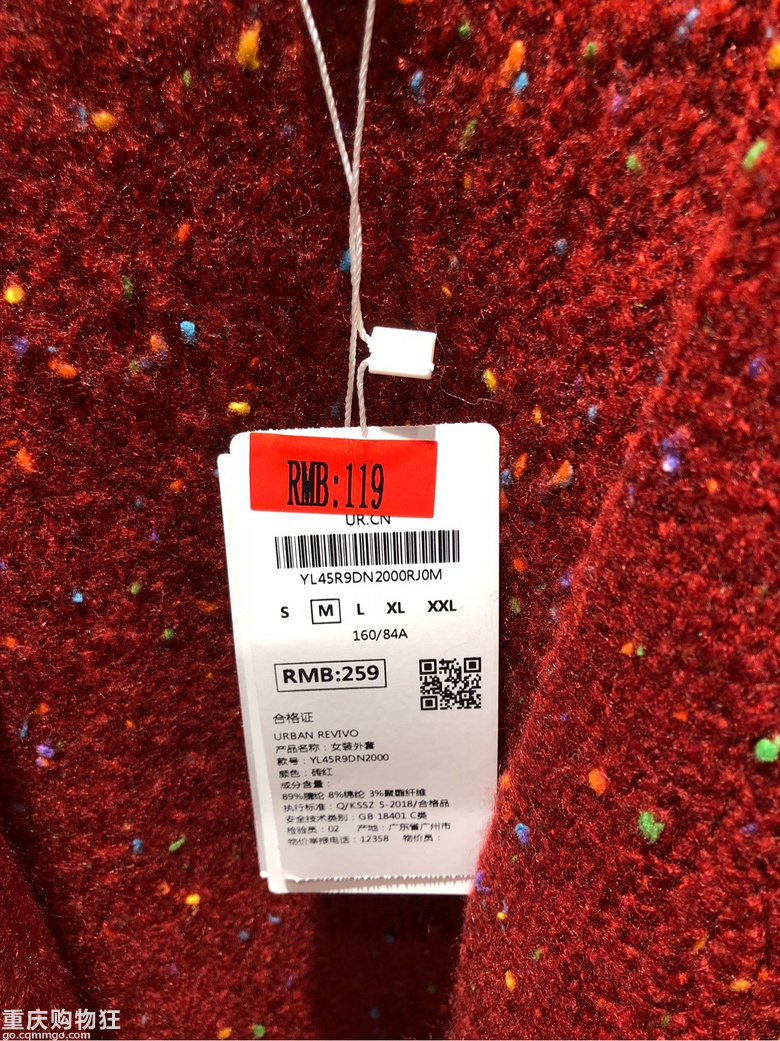 RMB:119
UR.CN
YL45R9DN2000RJ0M
S M L XL XXL
160/84A
RMB:259
合格证
URBAN REVIVO
产品名称：女装外套
款号：YL45R9DN2000
颜色：砖红
成分含量：
89%腈纶 8%锦纶 3%聚酯纤维
执行标准：Q/KSSZ 5-2018/合格品
安全技术类别：GB 18401 C类
检验员：02 产地：广东省广州市
物价举报电话：12358 物价员：
重庆购物狂
go.cqmmgo.com